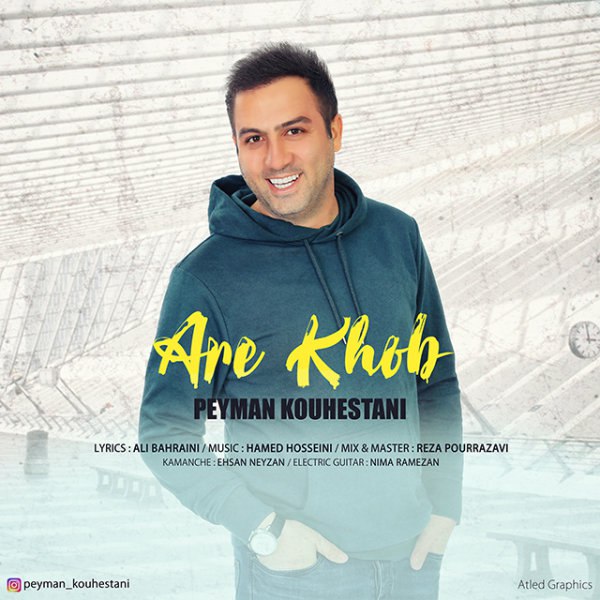 Are Khob
PEYMAN KOUHESTANI
LYRICS : ALI BAHRAINI / MUSIC : HAMED HOSSEINI / MIX & MASTER : REZA POURRAZAVI
KAMANCHE : EHSAN NEYZAN / ELECTRIC GUITAR : NIMA RAMEZAN
peyman_kouhestani
Atled Graphics